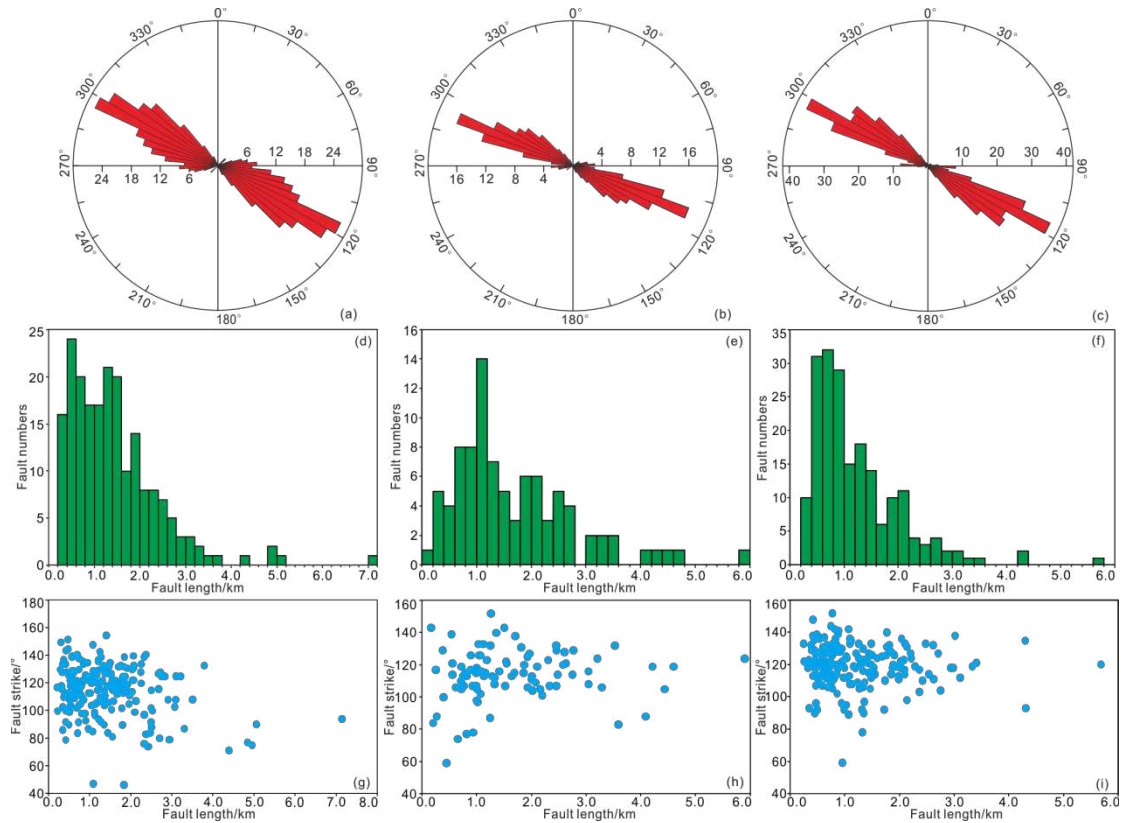 0°
330°
30°
300°
60°
6 12 18 24
270°
90°
24 18 12 6
240°
120°
210°
150°
180°
(a)
0°
330°
30°
300°
60°
4 8 12 16
270°
90°
16 12 8 4
240°
120°
210°
150°
180°
(b)
0°
330°
30°
300°
60°
10 20 30 40
270°
90°
40 30 20 10
240°
120°
210°
150°
180°
(c)
25
20
15
10
5
0
Fault numbers
(d)
0.0 1.0 2.0 3.0 4.0 5.0 6.0 7.0
Fault length/km
16
14
12
10
8
6
4
2
0
Fault numbers
(e)
0.0 1.0 2.0 3.0 4.0 5.0 6.0
Fault length/km
35
30
25
20
15
10
5
0
Fault numbers
(f)
0.0 1.0 2.0 3.0 4.0 5.0 6.0
Fault length/km
180
160
140
120
100
80
60
40
Fault strike/°
(g)
0.0 1.0 2.0 3.0 4.0 5.0 6.0 7.0 8.0
Fault length/km
160
140
120
100
80
60
40
Fault strike/°
(h)
0.0 1.0 2.0 3.0 4.0 5.0 6.0
Fault length/km
160
140
120
100
80
60
40
Fault strike/°
(i)
0.0 1.0 2.0 3.0 4.0 5.0 6.0
Fault length/km